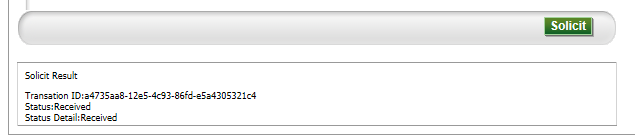 Solicit
Solicit Result
Transation ID:a4735aa8-12e5-4c93-86fd-e5a4305321c4
Status:Received
Status Detail:Received